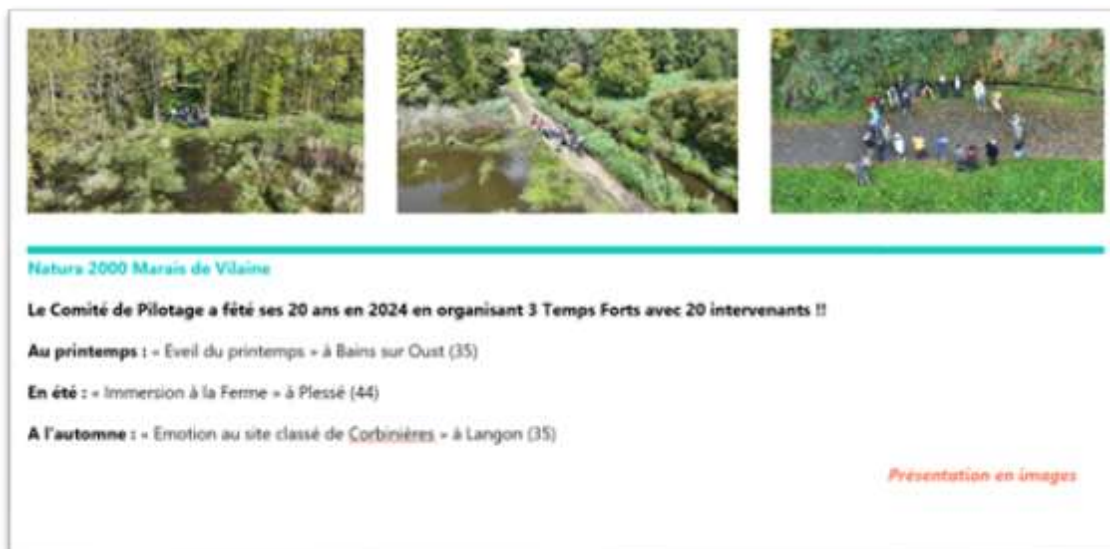 Natura 2000 Marais de Vilaine
Le Comité de Pilotage a fêté ses 20 ans en 2024 en organisant 3 Temps Forts avec 20 intervenants !!
Au printemps : « Eveil du printemps » à Bains sur Oust (35)
En été : « Immersion à la Ferme » à Plessé (44)
A l'automne : « Emotion au site classé de Corbinières » à Langon (35)
Présentation en images